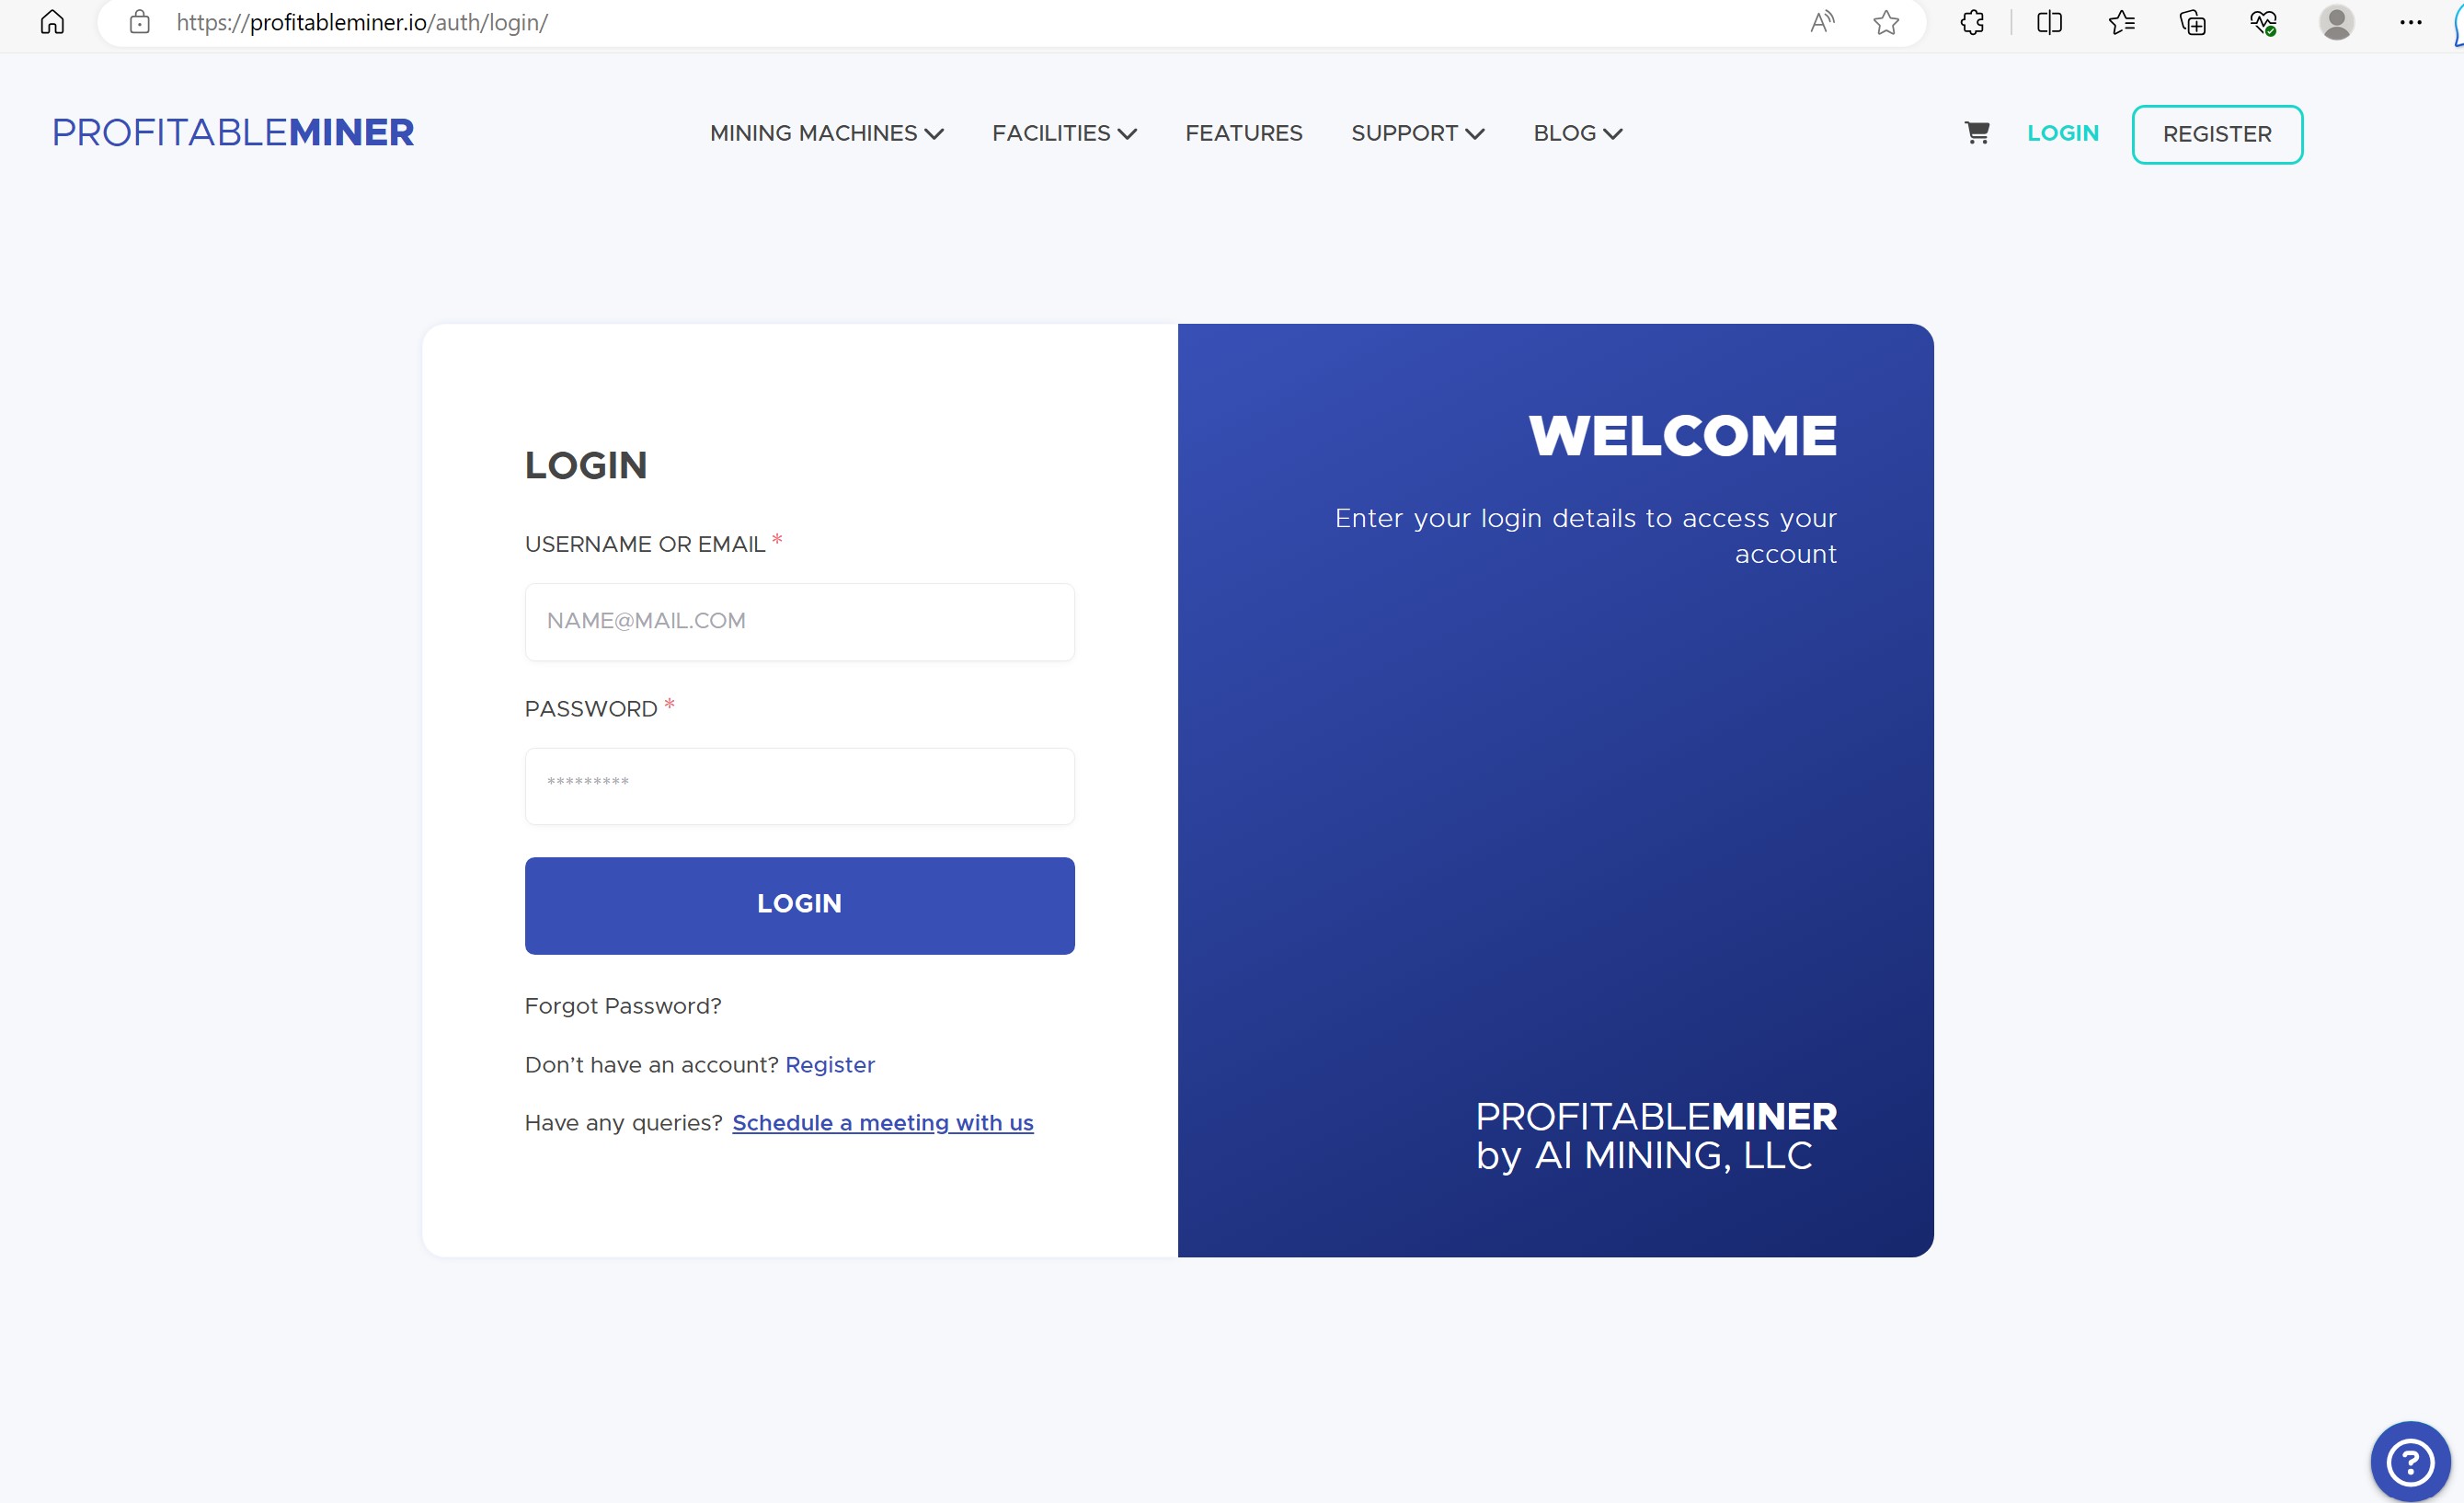 https://profitableminer.io/auth/login/
PROFITABLEMINER
MINING MACHINES
FACILITIES
FEATURES
SUPPORT
BLOG
LOGIN
REGISTER
LOGIN
USERNAME OR EMAIL *
NAME@MAIL.COM
PASSWORD *
*********
LOGIN
Forgot Password?
Don’t have an account? Register
Have any queries? Schedule a meeting with us
WELCOME
Enter your login details to access your
account
PROFITABLEMINER
by AI MINING, LLC